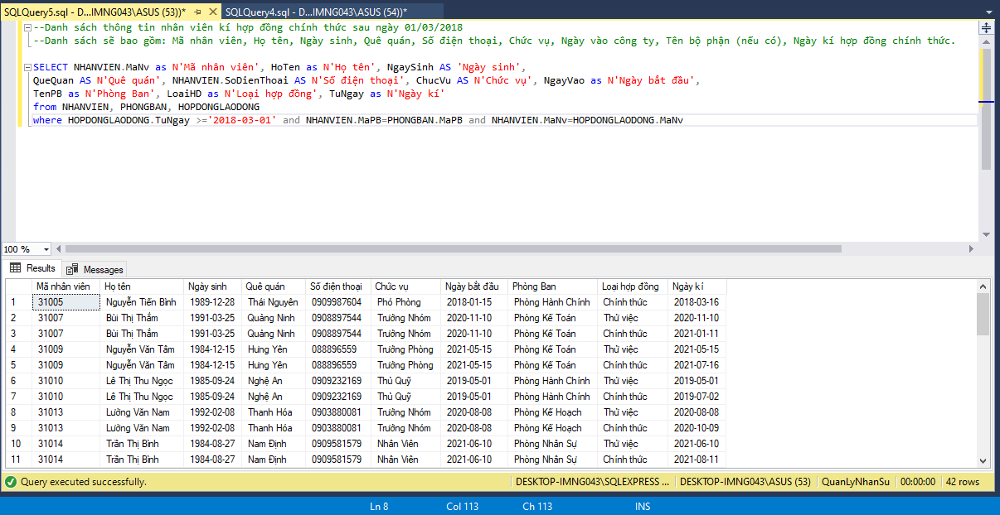 SQLQuery5.sql - D...IMNG043\ASUS (53))* SQLQuery4.sql - D...IMNG043\ASUS (54))*
--Danh sách thông tin nhân viên kí hợp đồng chính thức sau ngày 01/03/2018
--Danh sách sẽ bao gồm: Mã nhân viên, Họ tên, Ngày sinh, Quê quán, Số điện thoại, Chức vụ, Ngày vào công ty, Tên bộ phận (nếu có), Ngày kí hợp đồng chính thức.
SELECT NHANVIEN.MaNv as N'Mã nhân viên', HoTen as N'Họ tên', NgaySinh AS 'Ngày sinh',
QueQuan AS N'Quê quán', NHANVIEN.SoDienThoai AS N'Số điện thoại', ChucVu AS N'Chức vụ', NgayVao as N'Ngày bắt đầu',
TenPB as N'Phòng Ban', LoaiHD as N'Loại hợp đồng', TuNgay as N'Ngày kí'
from NHANVIEN, PHONGBAN, HOPDONGLAODONG
where HOPDONGLAODONG.TuNgay >='2018-03-01' and NHANVIEN.MaPB=PHONGBAN.MaPB and NHANVIEN.MaNv=HOPDONGLAODONG.MaNv
100 %
Results Messages
Mã nhân viên Họ tên Ngày sinh Quê quán Số điện thoại Chức vụ Ngày bắt đầu Phòng Ban Loại hợp đồng Ngày kí
1 31005 Nguyễn Tiến Bình 1989-12-28 Thái Nguyên 0909987604 Phó Phòng 2018-01-15 Phòng Hành Chính Chính thức 2018-03-16
2 31007 Bùi Thị Thắm 1991-03-25 Quảng Ninh 0908897544 Trưởng Nhóm 2020-11-10 Phòng Kế Toán Thử việc 2020-11-10
3 31007 Bùi Thị Thắm 1991-03-25 Quảng Ninh 0908897544 Trưởng Nhóm 2020-11-10 Phòng Kế Toán Chính thức 2021-01-11
4 31009 Nguyễn Văn Tâm 1984-12-15 Hưng Yên 088896559 Trưởng Phòng 2021-05-15 Phòng Kế Toán Thử việc 2021-05-15
5 31009 Nguyễn Văn Tâm 1984-12-15 Hưng Yên 088896559 Trưởng Phòng 2021-05-15 Phòng Kế Toán Chính thức 2021-07-16
6 31010 Lê Thị Thu Ngọc 1985-09-24 Nghệ An 0909232169 Thủ Quỹ 2019-05-01 Phòng Hành Chính Thử việc 2019-05-01
7 31010 Lê Thị Thu Ngọc 1985-09-24 Nghệ An 0909232169 Thủ Quỹ 2019-05-01 Phòng Hành Chính Chính thức 2019-07-02
8 31013 Lường Văn Nam 1992-02-08 Thanh Hóa 0903880081 Trưởng Nhóm 2020-08-08 Phòng Kế Hoạch Thử việc 2020-08-08
9 31013 Lường Văn Nam 1992-02-08 Thanh Hóa 0903880081 Trưởng Nhóm 2020-08-08 Phòng Kế Hoạch Chính thức 2020-10-09
10 31014 Trần Thị Bình 1984-08-27 Nam Định 0909581579 Nhân Viên 2021-06-10 Phòng Nhân Sự Thử việc 2021-06-10
11 31014 Trần Thị Bình 1984-08-27 Nam Định 0909581579 Nhân Viên 2021-06-10 Phòng Nhân Sự Chính thức 2021-08-11
Query executed successfully. DESKTOP-IMNG043\SQLEXPRESS ... DESKTOP-IMNG043\ASUS (53) QuanLyNhanSu 00:00:00 42 rows
Ln 8 Col 113 Ch 113 INS